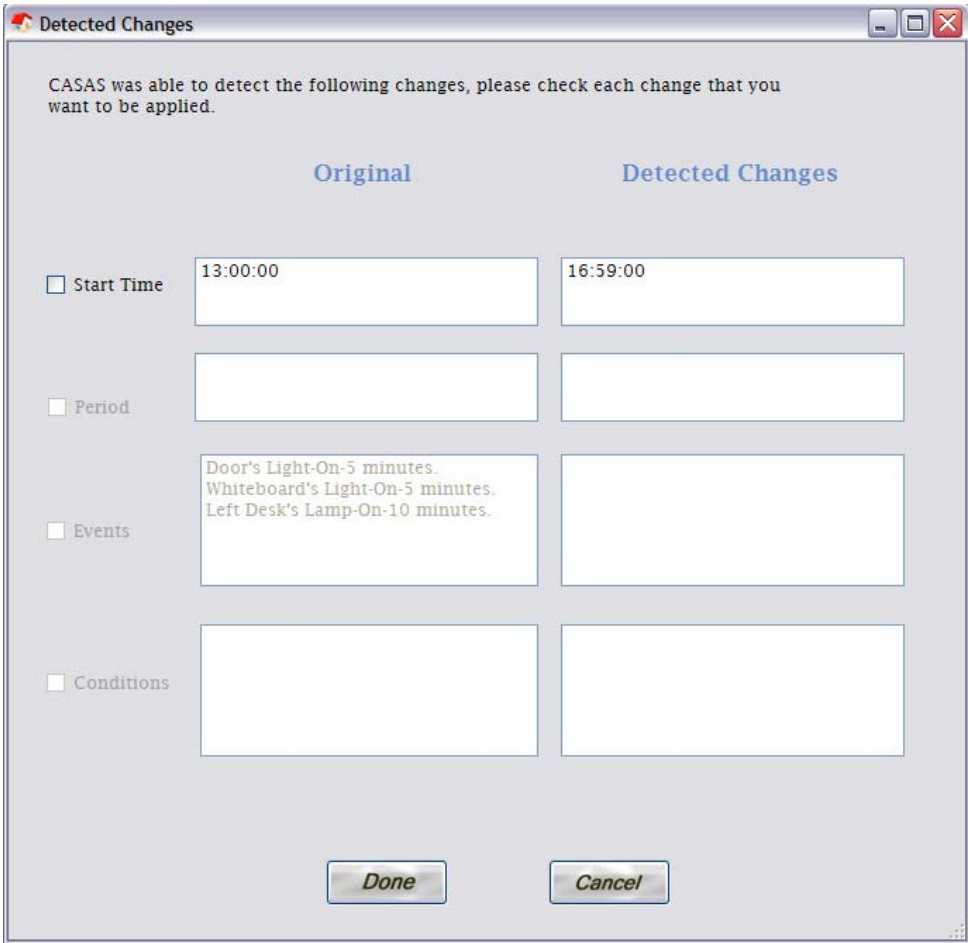 Detected Changes
CASAS was able to detect the following changes, please check each change that you
want to be applied.
Original Detected Changes
Start Time 13:00:00 16:59:00
Period
Events
Door's Light-On-5 minutes.
Whiteboard's Light-On-5 minutes.
Left Desk's Lamp-On-10 minutes.
Conditions
Done Cancel